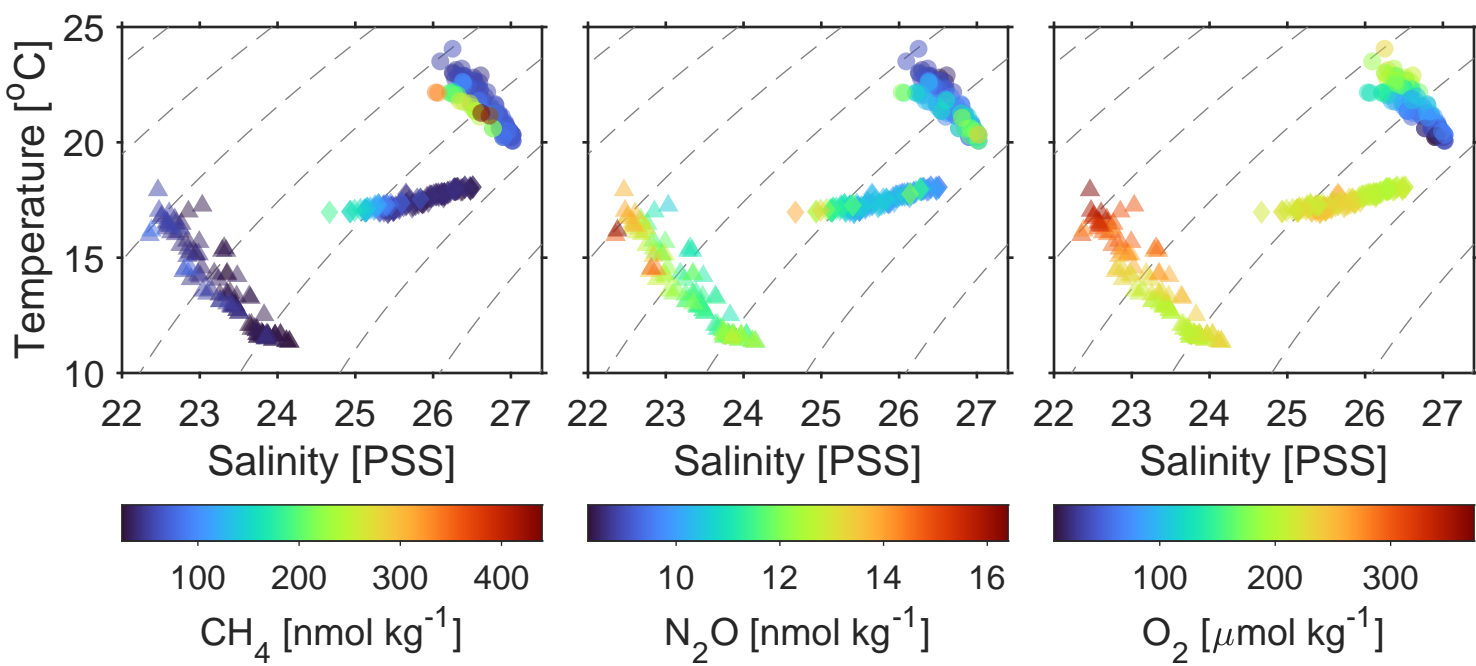 25
20
15
10
Temperature [°C]
22 23 24 25 26 27
22 23 24 25 26 27
22 23 24 25 26 27
Salinity [PSS]
Salinity [PSS]
Salinity [PSS]
100 200 300 400
10 12 14 16
100 200 300
CH₄ [nmol kg⁻¹]
N₂O [nmol kg⁻¹]
O₂ [μmol kg⁻¹]